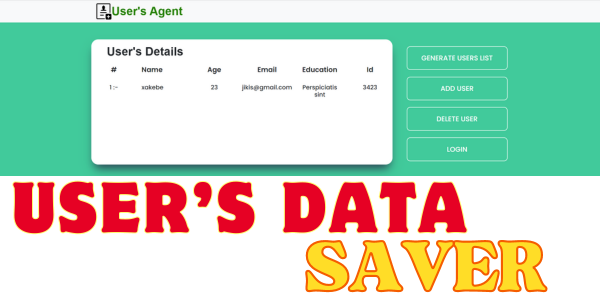 User's Agent
User's Details
# Name Age Email Education Id
1 :- sakebe 23 jikis@gmail.com Perspiciatis sint 3423
GENERATE USERS LIST
ADD USER
DELETE USER
LOGIN
USER'S DATA
SAVER